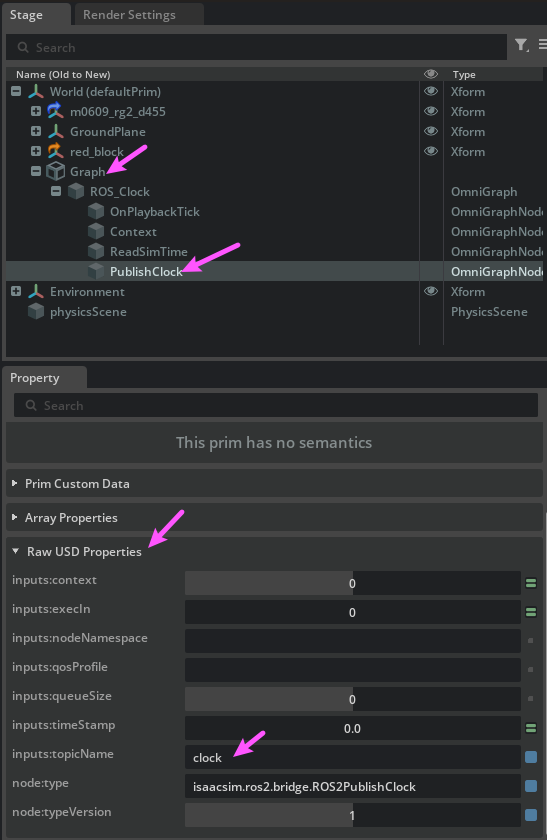 Stage Render Settings
Search
Name (Old to New) Type
World (defaultPrim) Xform
m0609_rg2_d455 Xform
GroundPlane Xform
red_block Xform
Graph
ROS_Clock OmniGraph
OnPlaybackTick OmniGraphNode
Context OmniGraphNode
ReadSimTime OmniGraphNode
PublishClock OmniGraphNode
Environment Xform
physicsScene PhysicsScene
Property
Search
This prim has no semantics
Prim Custom Data
Array Properties
Raw USD Properties
inputs:context 0
inputs:execIn 0
inputs:nodeNamespace
inputs:qosProfile
inputs:queueSize 0
inputs:timeStamp 0.0
inputs:topicName clock
node:type isaacsim.ros2.bridge.ROS2PublishClock
node:typeVersion 1